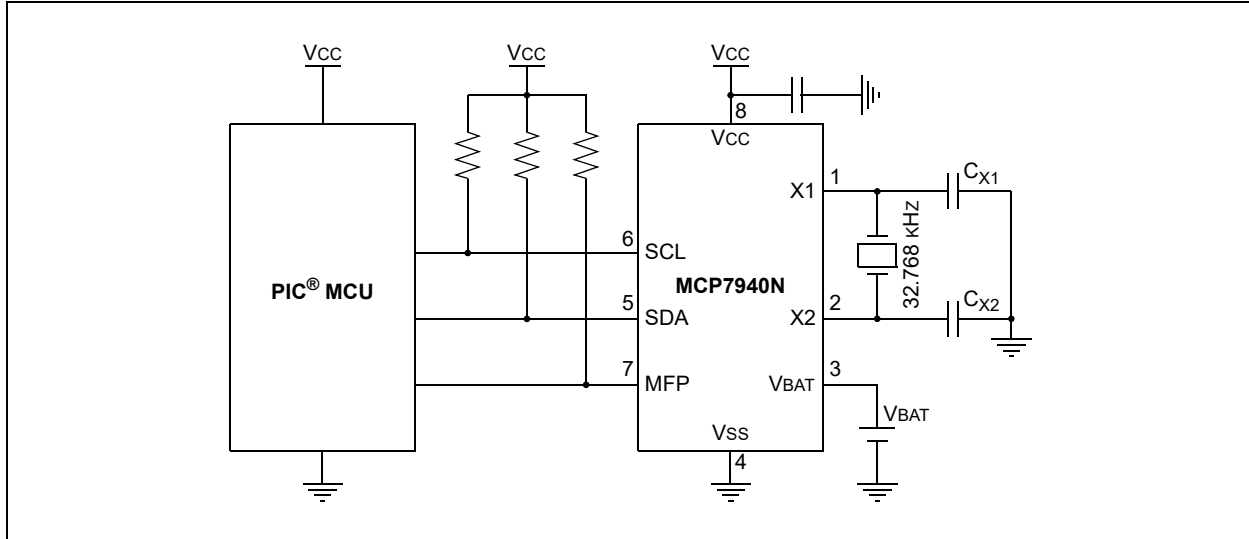 VCC
VCC
VCC
8
VCC
1
CX1
X1
32.768 KHZ
6
SCL
PIC® MCU
MCP7940N
5
SDA
2
CX2
X2
7
MFP
3
VBAT
VBAT
VSS
4